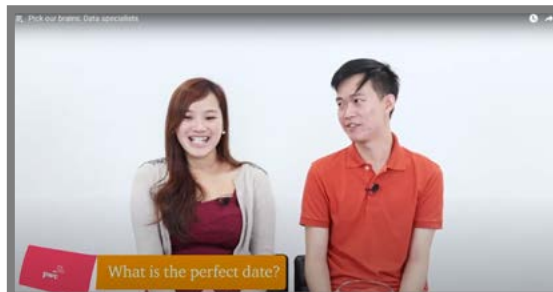 Pick our brains: Data specialists
pwc
What is the perfect date?